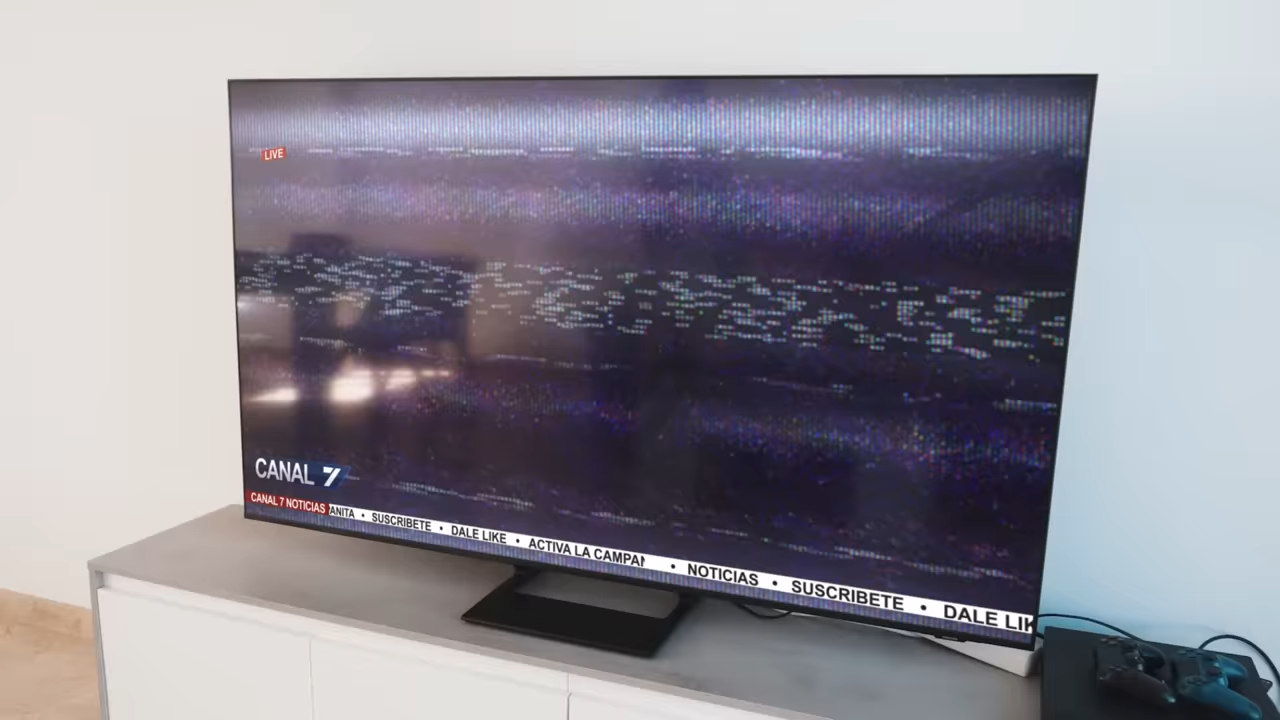 LIVE
CANAL 7
CANAL 7 NOTICIAS
ANITA • SUSCRIBETE • DALE LIKE • ACTIVA LA CAMPAN • NOTICIAS • SUSCRIBETE • DALE LIK